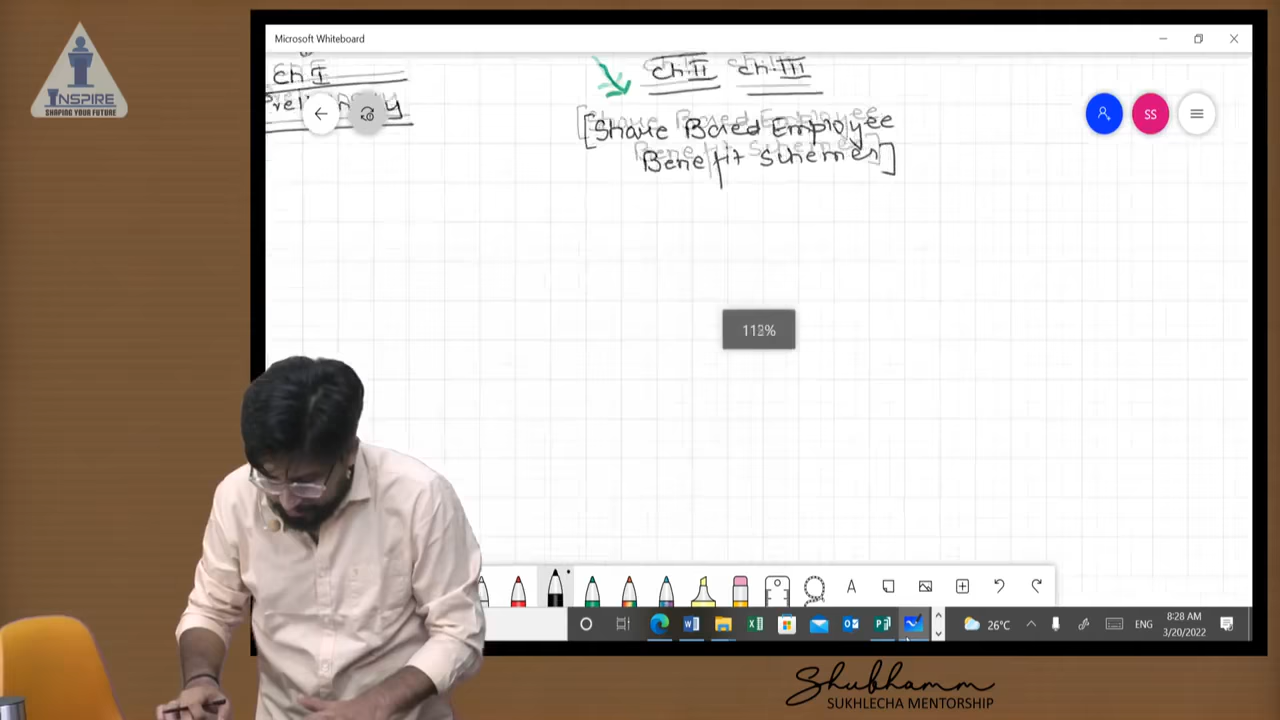 INSPIRE
SHAPING YOUR FUTURE
Microsoft Whiteboard
Ch I
Ch II Ch. III
[Share Based Employee
Benefit Schemes]
SS
A
ENG
26°C
8:28 AM
3/20/2022
Shubhamm
SUKHLECHA MENTORSHIP